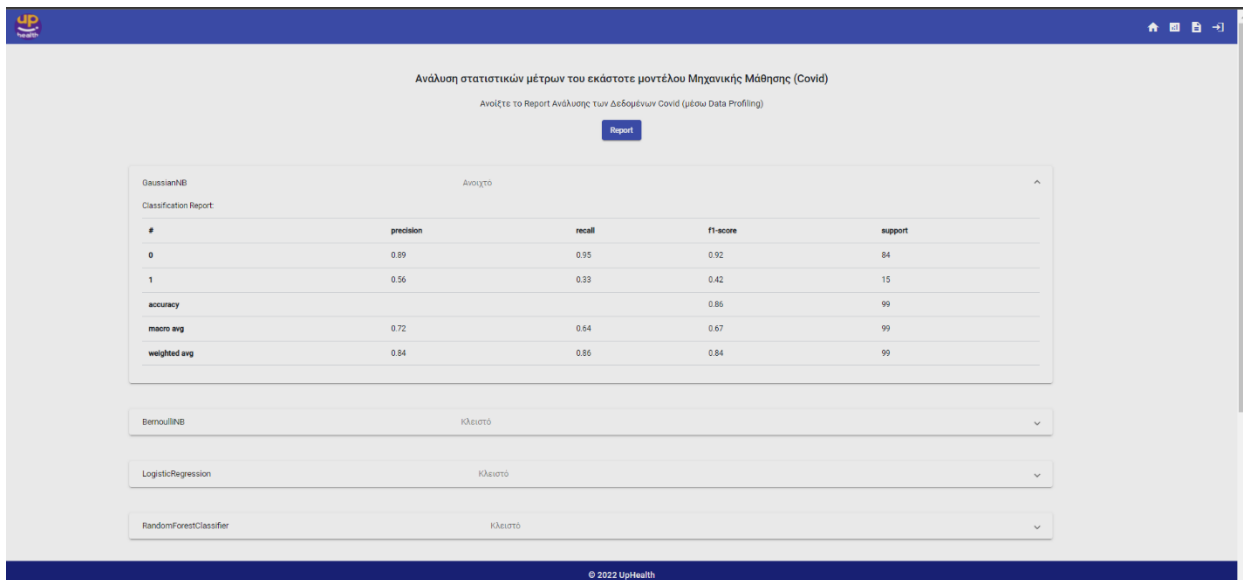 up
health
Ανάλυση στατιστικών μέτρων του εκάστοτε μοντέλου Μηχανικής Μάθησης (Covid)
Ανοίξτε το Report Ανάλυσης των Δεδομένων Covid (μέσω Data Profiling)
Report
GaussianNB Ανοιχτό
Classification Report:
# precision recall f1-score support
0 0.89 0.95 0.92 84
1 0.56 0.33 0.42 15
accuracy 0.86 99
macro avg 0.72 0.64 0.67 99
weighted avg 0.84 0.86 0.84 99
BernoulliNB Κλειστό
LogisticRegression Κλειστό
RandomForestClassifier Κλειστό
© 2022 UpHealth